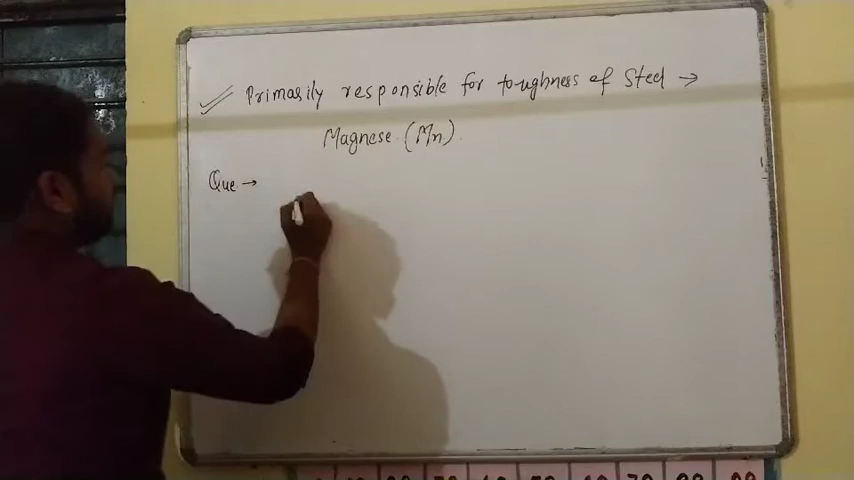 ✓ Primarily responsible for toughness of Steel →
Magnese (Mn).
Que →